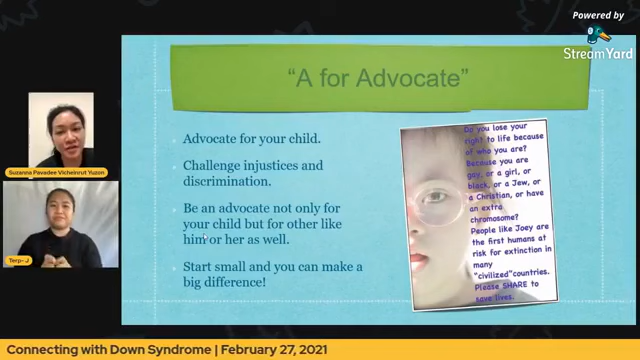 Powered by
StreamYard
"A for Advocate"
Advocate for your child.
Challenge injustices and
discrimination.
Be an advocate not only for
your child but for other like
him or her as well.
Start small and you can make a
big difference!
Do you lose your
right to life because
of who you are?
Because you are
gay, or a girl, or
black, or a Jew, or
a Christian, or have
an extra
chromosome?
People like Joey are
the first humans at
risk for extinction in
many
"civilized"countries.
Please SHARE to
save lives.
Suzanna Pavadee Vicheinrut Yuzon
Terp- J
Connecting with Down Syndrome | February 27, 2021